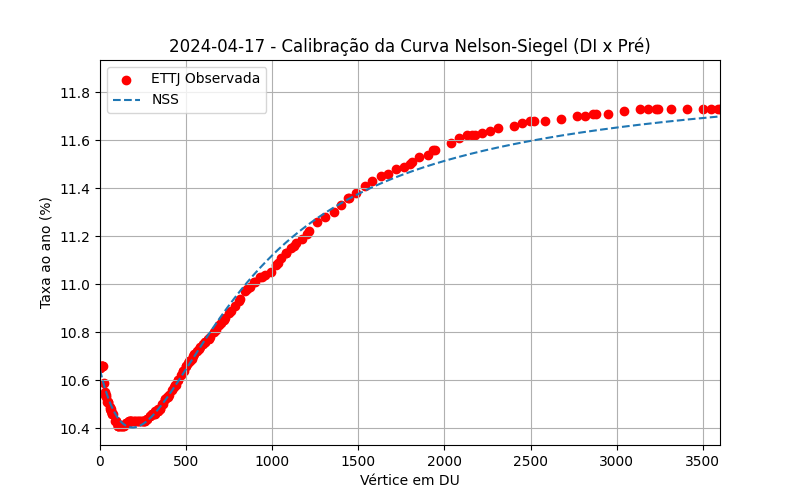 2024-04-17 - Calibração da Curva Nelson-Siegel (DI x Pré)
ETTJ Observada
NSS
Taxa ao ano (%)
11.8
11.6
11.4
11.2
11.0
10.8
10.6
10.4
0 500 1000 1500 2000 2500 3000 3500
Vértice em DU